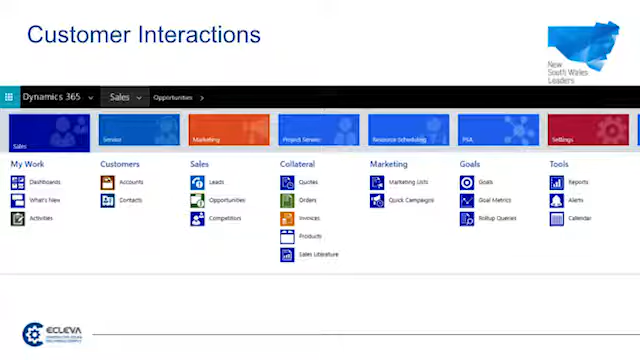 Customer Interactions
New
South Wales
Leaders
Dynamics 365 Sales Opportunities
Sales Service Marketing Project Service Resource Scheduling PSA Settings
My Work Customers Sales Collateral Marketing Goals Tools
Dashboards Accounts Leads Quotes Marketing Lists Goals Reports
What's New Contacts Opportunities Orders Quick Campaigns Goal Metrics Alerts
Activities Competitors Invoices Rollup Queries Calendar
Products
Sales Literature
ECLEVA